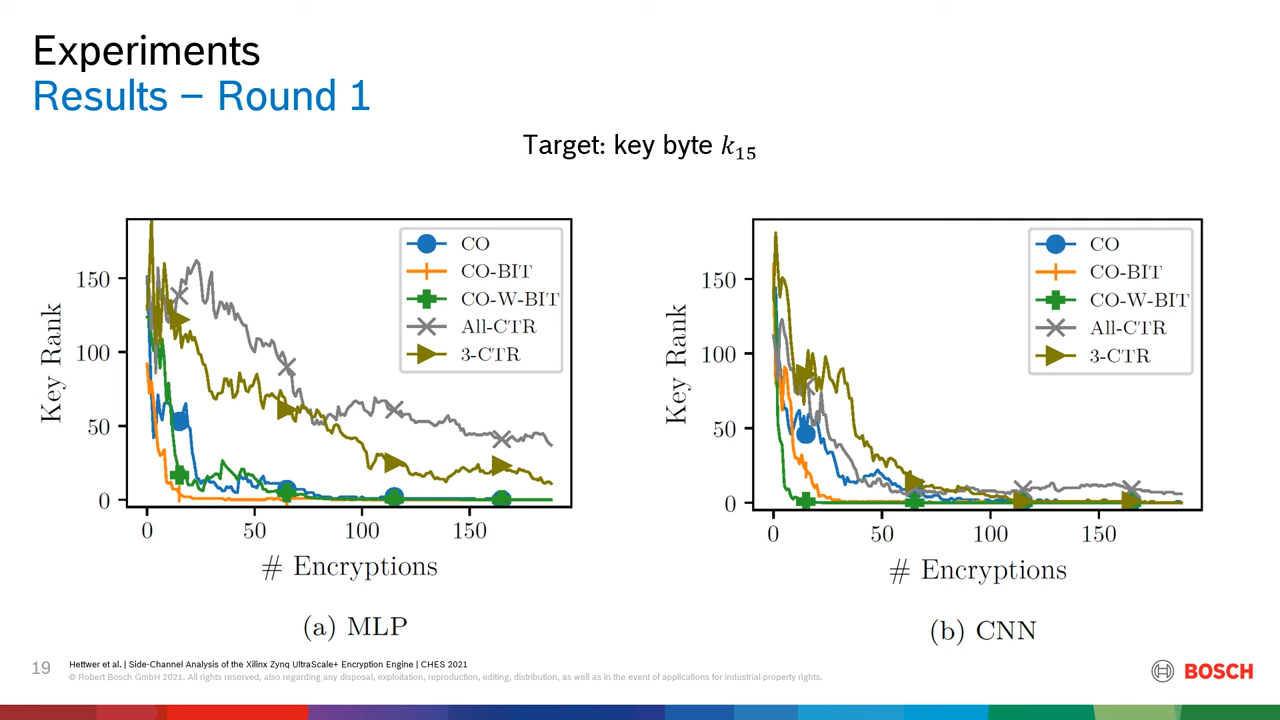 Experiments
Results – Round 1
Target: key byte k₁₅
Key Rank
150
100
50
0
0 50 100 150
# Encryptions
CO
CO-BIT
CO-W-BIT
All-CTR
3-CTR
(a) MLP
Key Rank
150
100
50
0
0 50 100 150
# Encryptions
CO
CO-BIT
CO-W-BIT
All-CTR
3-CTR
(b) CNN
19
Hettwer et al. | Side-Channel Analysis of the Xilinx Zynq UltraScale+ Encryption Engine | CHES 2021
© Robert Bosch GmbH 2021. All rights reserved, also regarding any disposal, exploitation, reproduction, editing, distribution, as well as in the event of applications for industrial property rights.
BOSCH